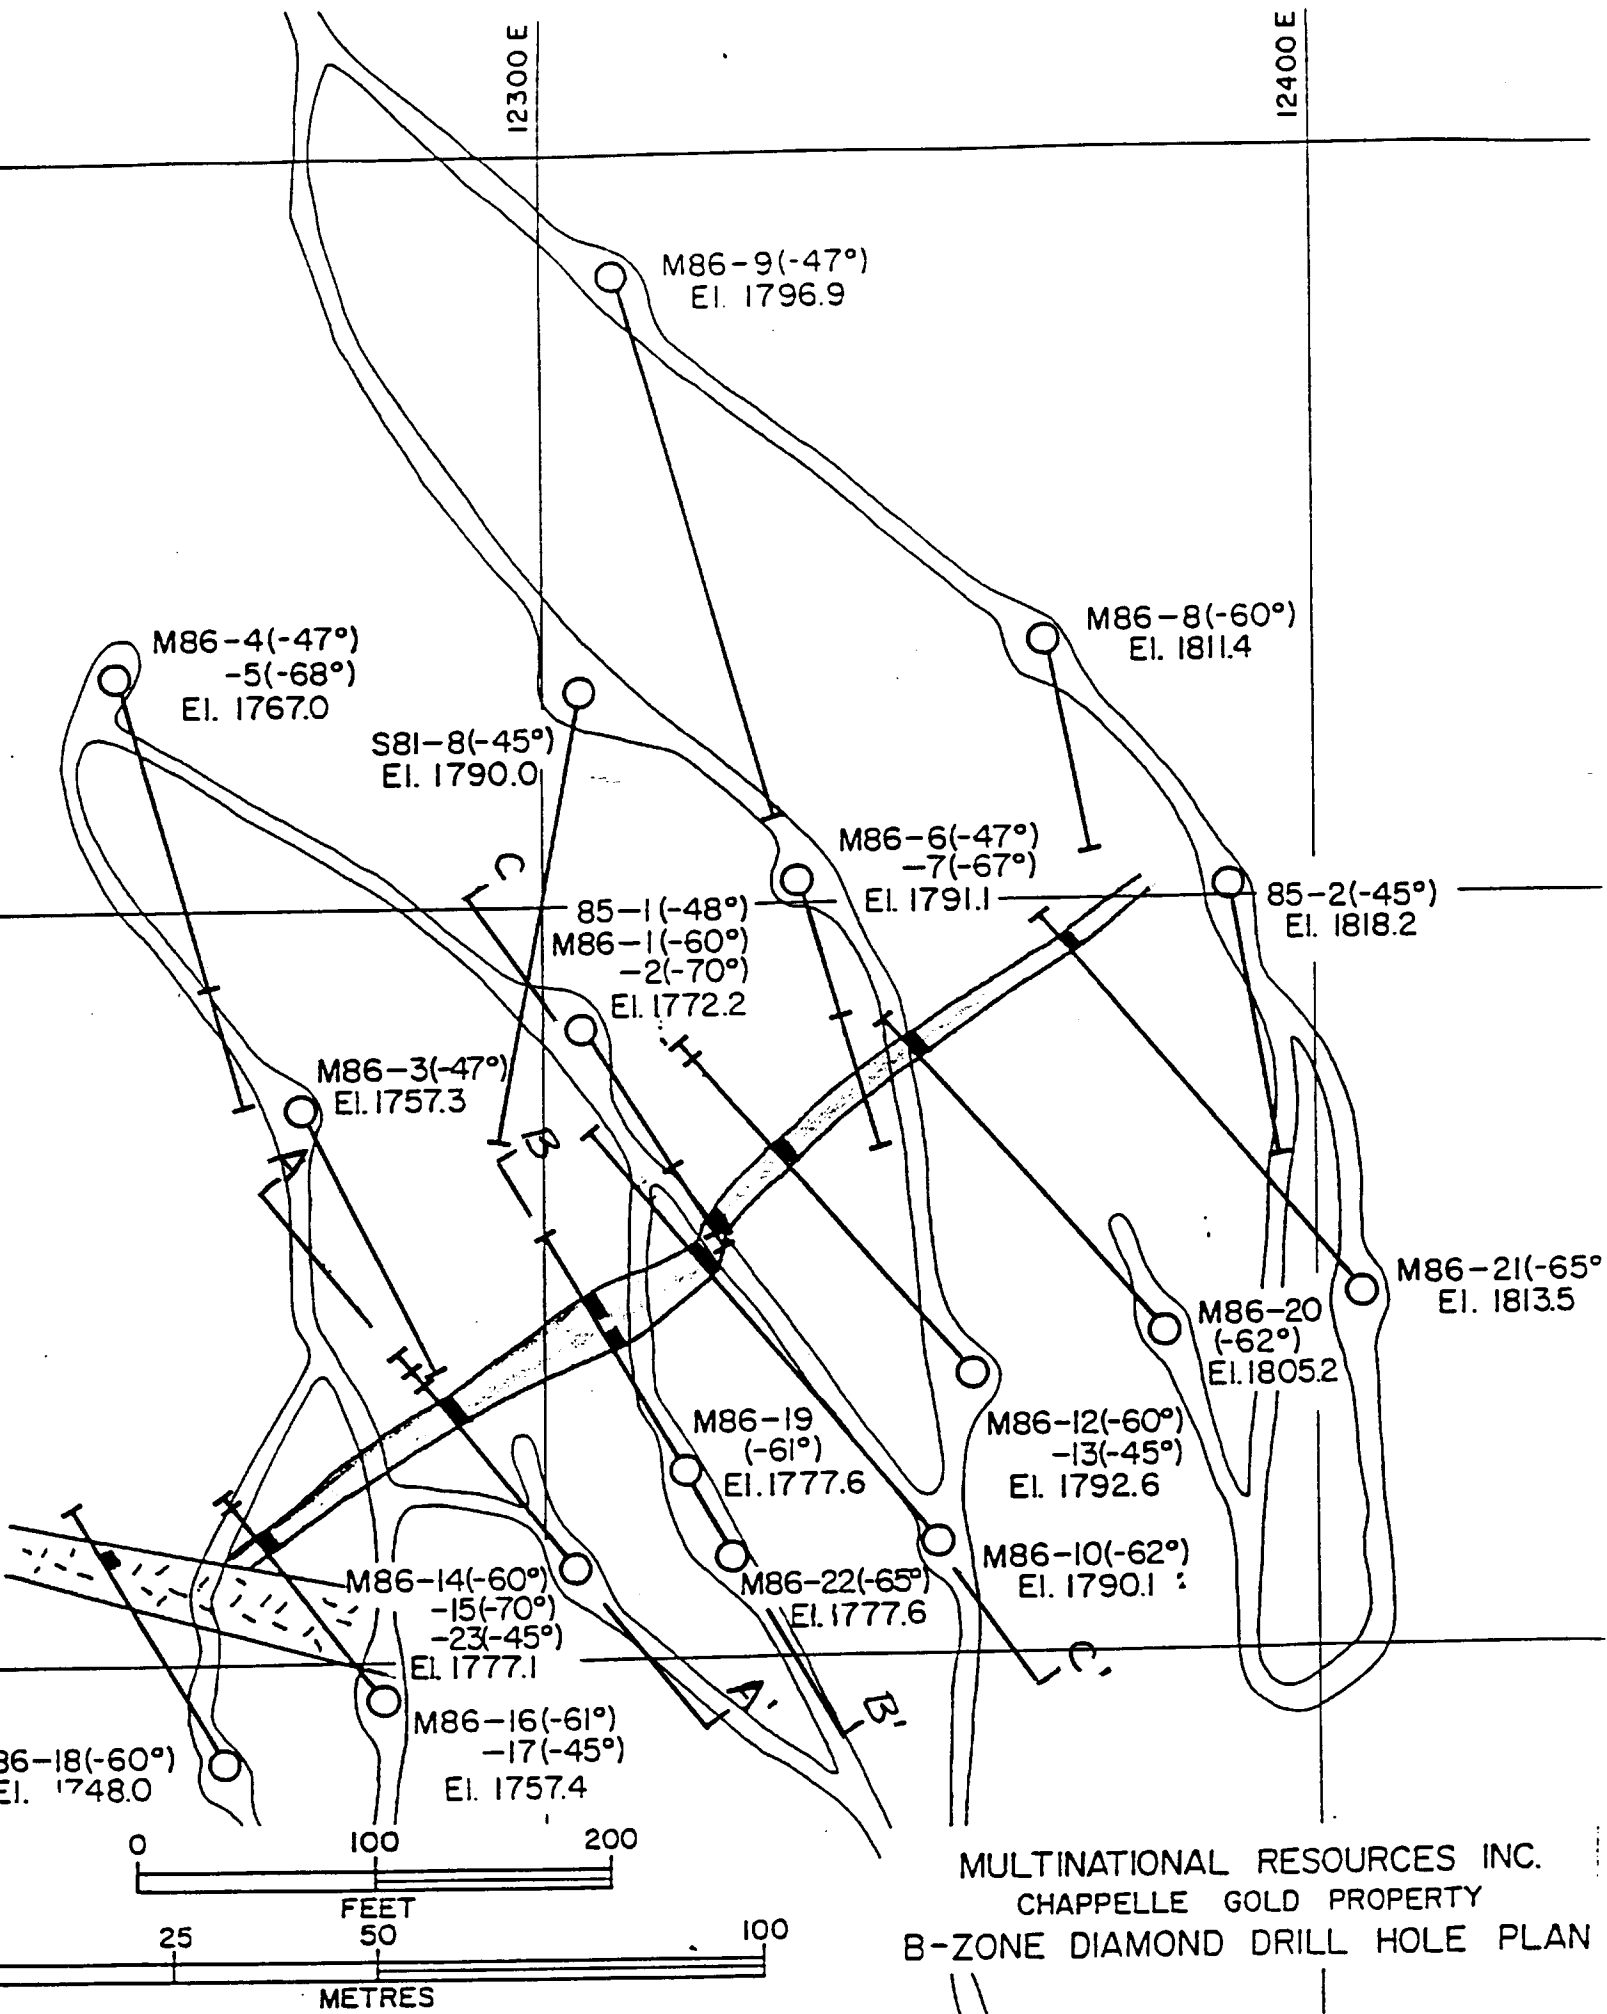 12300 E
12400 E
M86-9(-47°)
El. 1796.9
M86-8(-60°)
El. 1811.4
M86-4(-47°)
-5(-68°)
El. 1767.0
S81-8(-45°)
El. 1790.0
M86-6(-47°)
-7(-67°)
El. 1791.1
C
85-1(-48°)
M86-1(-60°)
-2(-70°)
El. 1772.2
85-2(-45°)
El. 1818.2
M86-3(-47°)
El. 1757.3
B
A
M86-21(-65°
El. 1813.5
M86-20
(-62°)
El. 1805.2
M86-19
(-61°)
El. 1777.6
M86-12(-60°)
-13(-45°)
El. 1792.6
M86-10(-62°)
El. 1790.1
M86-14(-60°)
-15(-70°)
-23(-45°)
El. 1777.1
M86-22(-65°)
El. 1777.6
C'
A'
B'
M86-16(-61°)
-17(-45°)
El. 1757.4
86-18(-60°)
El. 1748.0
0 100 200
FEET
25 50 100
METRES
MULTINATIONAL RESOURCES INC.
CHAPPELLE GOLD PROPERTY
B-ZONE DIAMOND DRILL HOLE PLAN